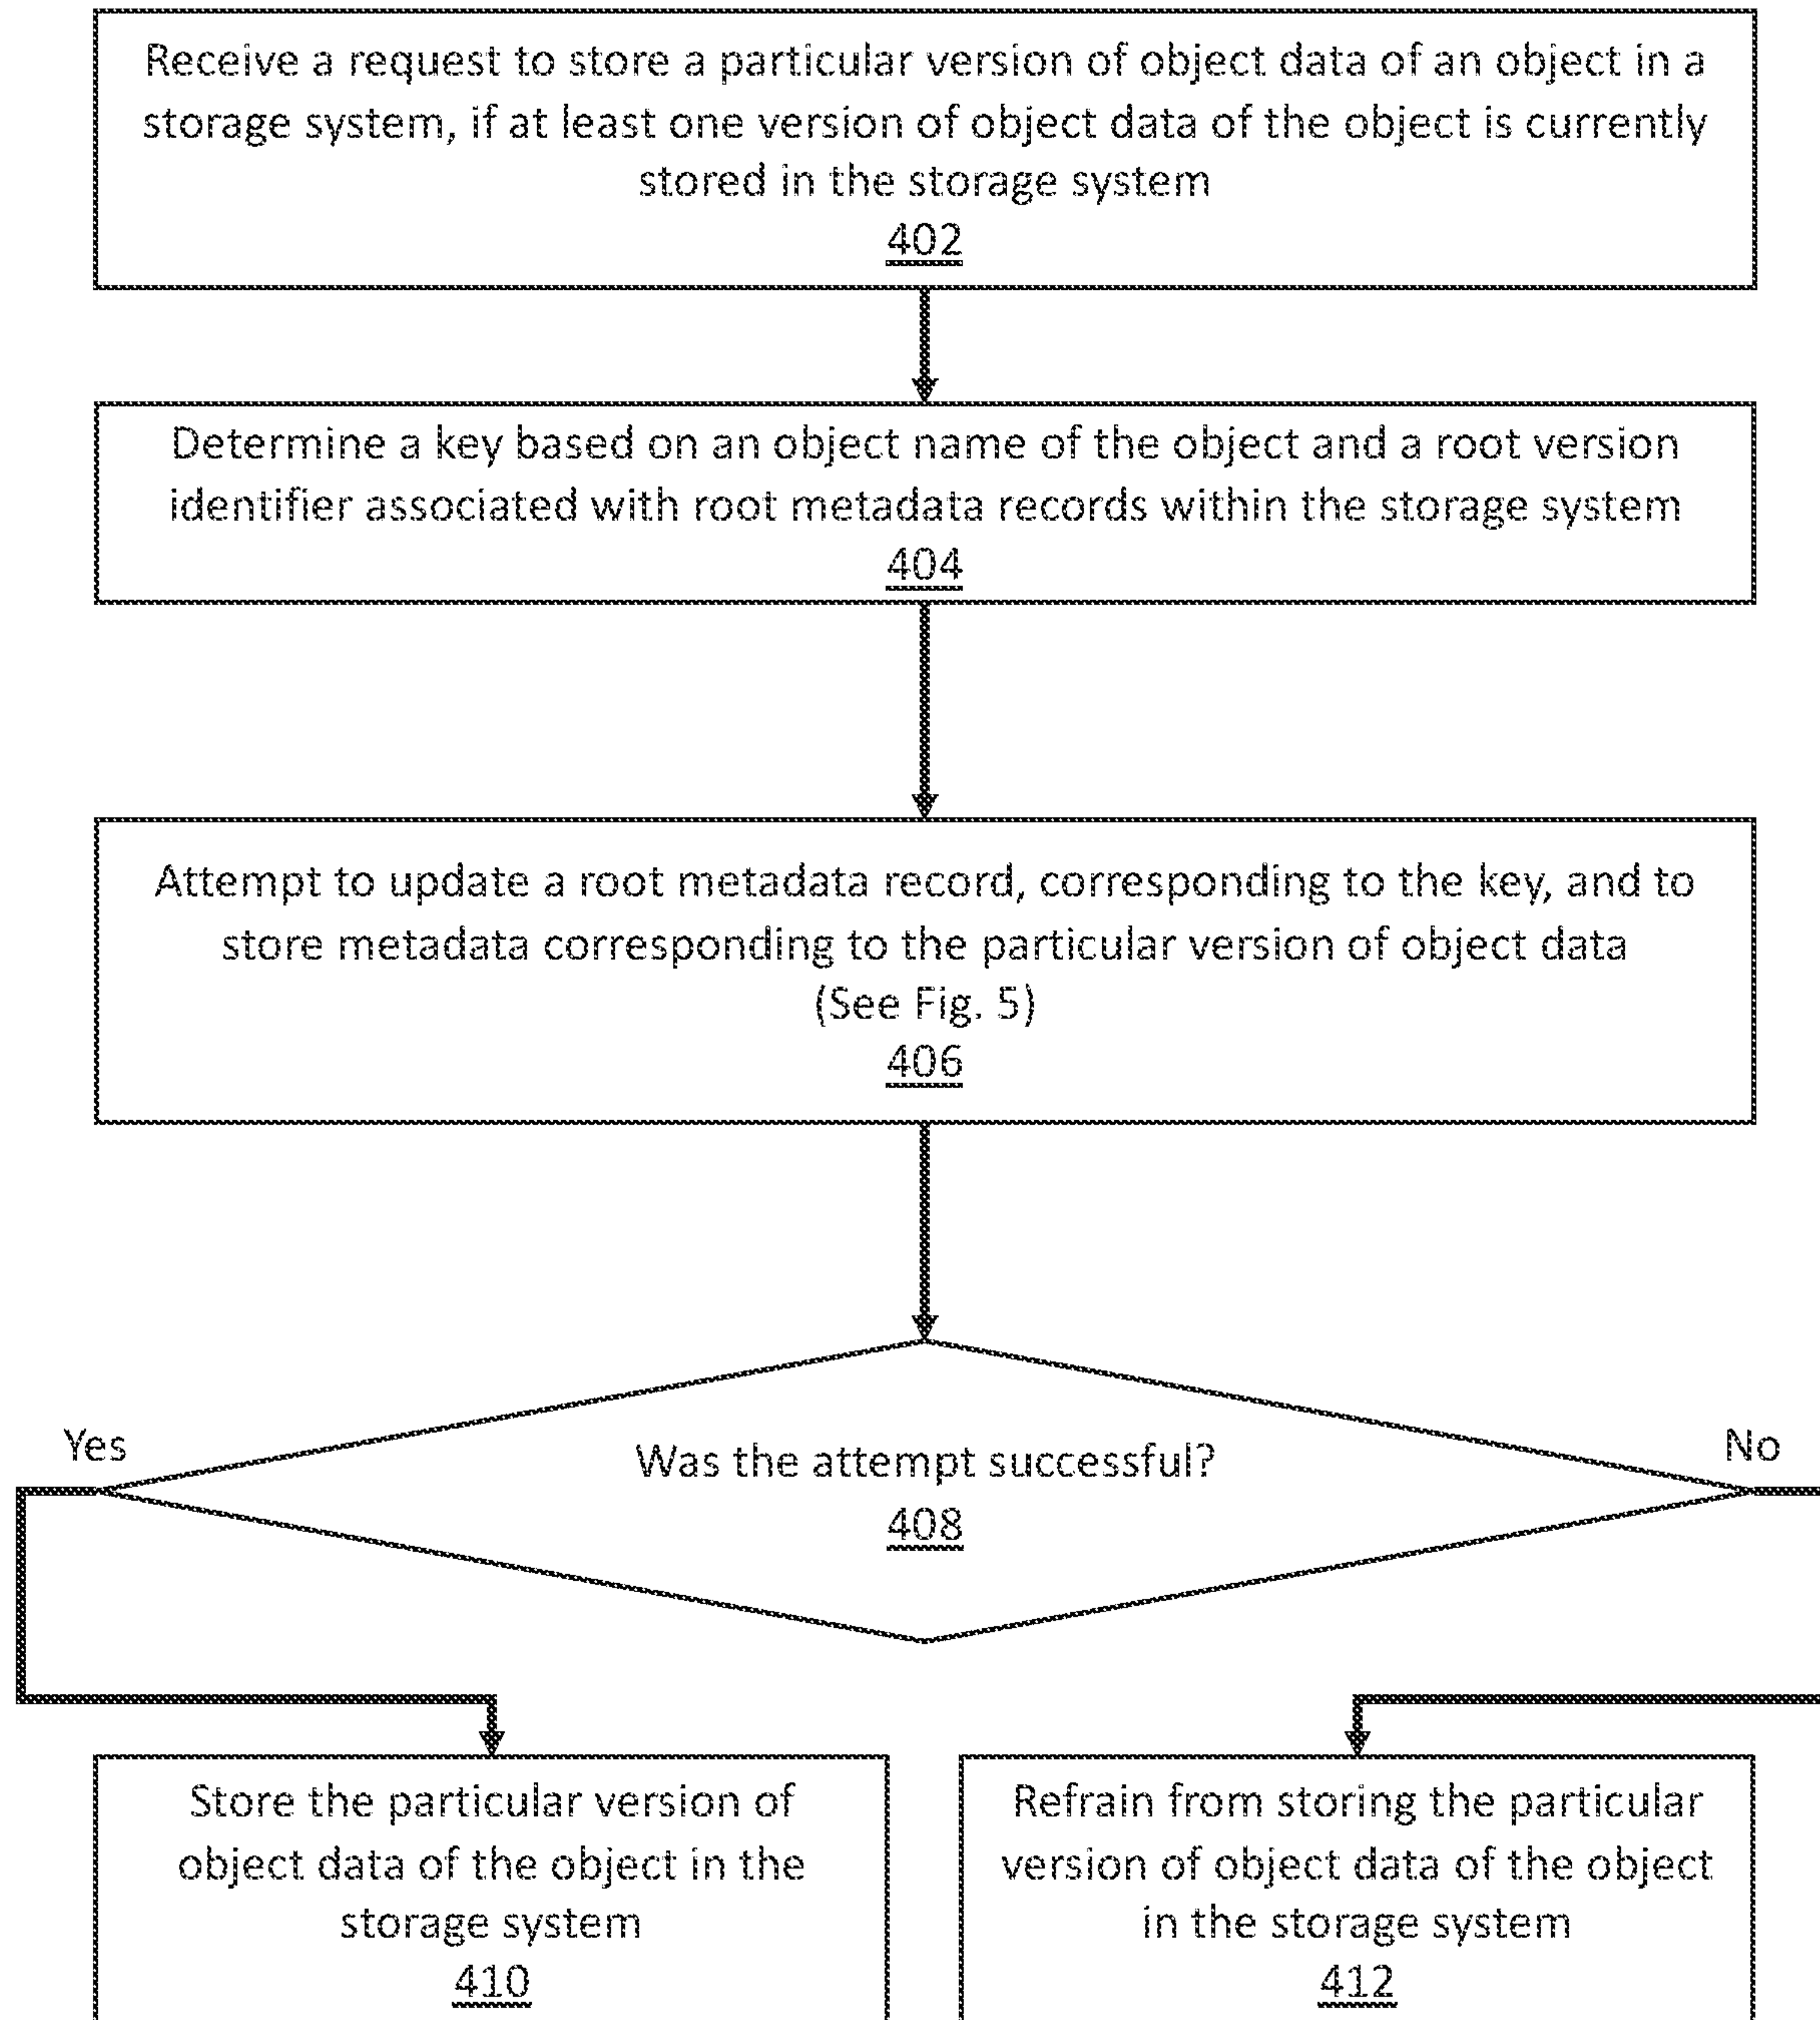 Receive a request to store a particular version of object data of an object in a
storage system, if at least one version of object data of the object is currently
stored in the storage system
402
Determine a key based on an object name of the object and a root version
identifier associated with root metadata records within the storage system
404
Attempt to update a root metadata record, corresponding to the key, and to
store metadata corresponding to the particular version of object data
(See Fig. 5)
406
Yes
No
Was the attempt successful?
408
Store the particular version of
object data of the object in the
storage system
410
Refrain from storing the particular
version of object data of the object
in the storage system
412